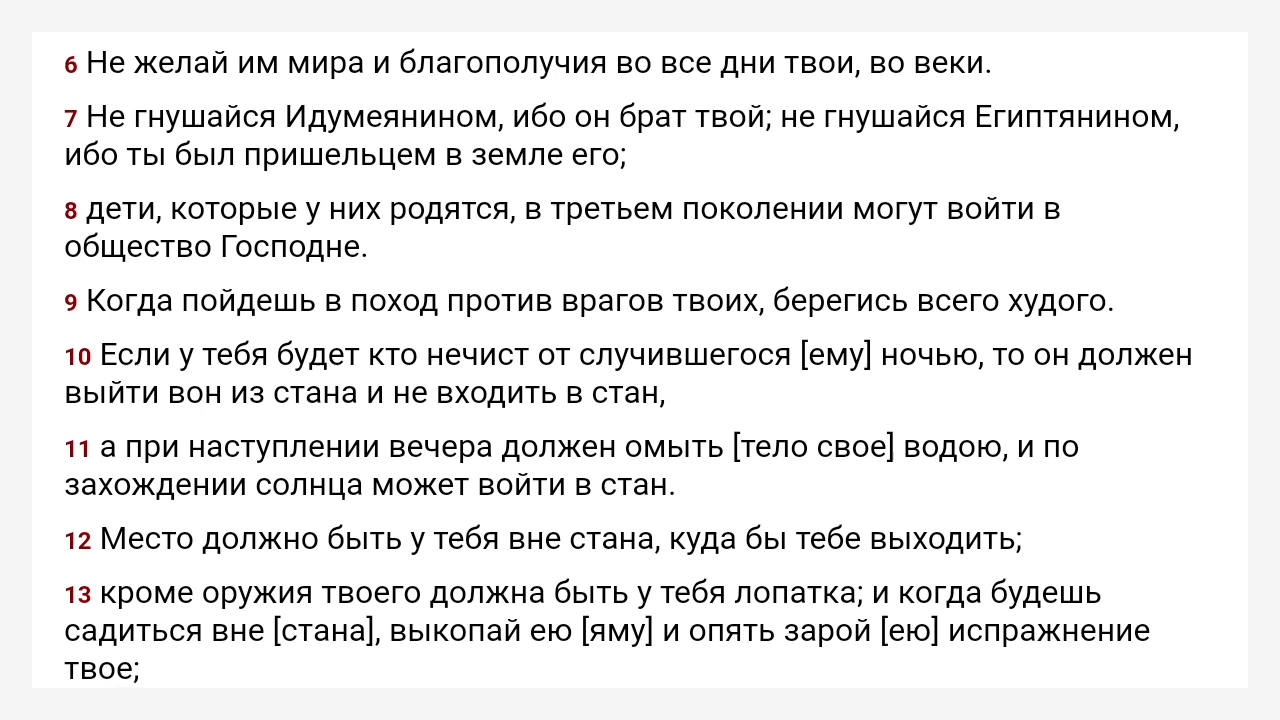 6 Не желай им мира и благополучия во все дни твои, во веки.
7 Не гнушайся Идумеянином, ибо он брат твой; не гнушайся Египтянином,
ибо ты был пришельцем в земле его;
8 дети, которые у них родятся, в третьем поколении могут войти в
общество Господне.
9 Когда пойдешь в поход против врагов твоих, берегись всего худого.
10 Если у тебя будет кто нечист от случившегося [ему] ночью, то он должен
выйти вон из стана и не входить в стан,
11 а при наступлении вечера должен омыть [тело свое] водою, и по
захождении солнца может войти в стан.
12 Место должно быть у тебя вне стана, куда бы тебе выходить;
13 кроме оружия твоего должна быть у тебя лопатка; и когда будешь
садиться вне [стана], выкопай ею [яму] и опять зарой [ею] испражнение
твое;